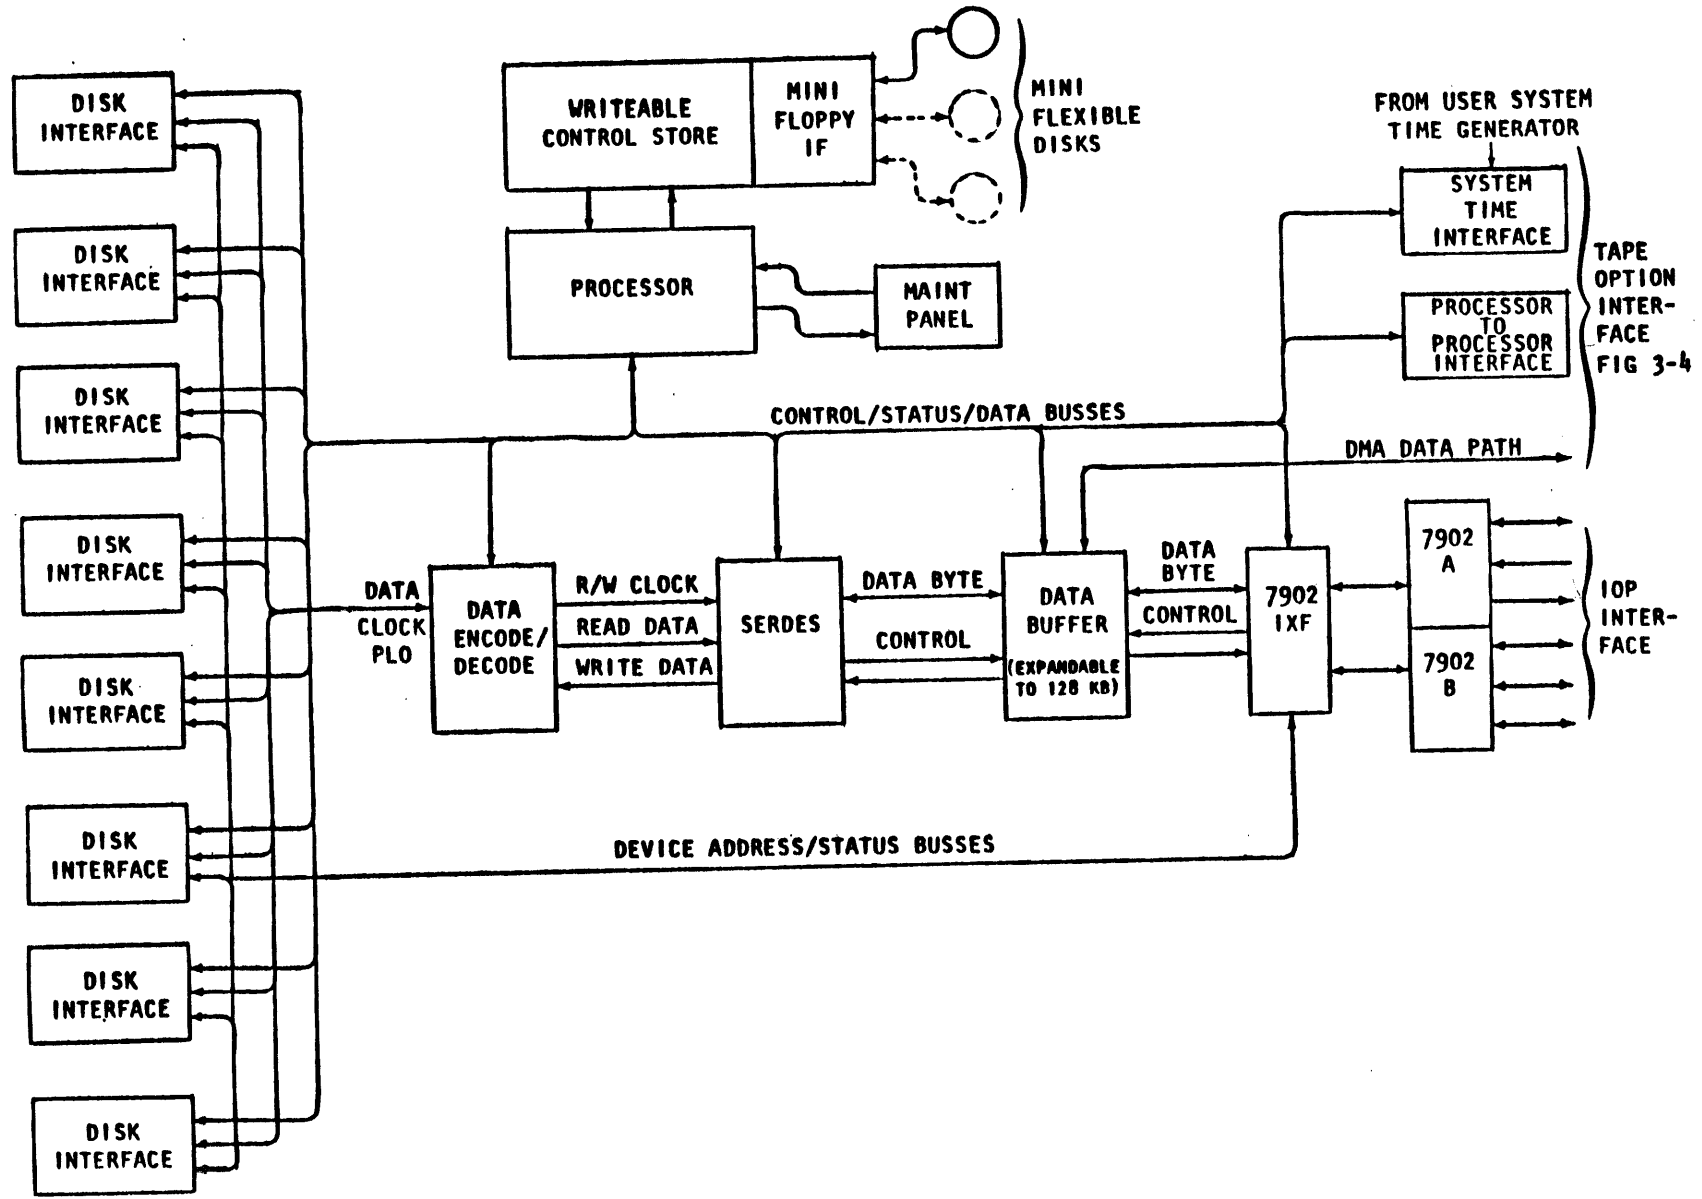 DISK
INTERFACE
DISK
INTERFACE
DISK
INTERFACE
DISK
INTERFACE
DISK
INTERFACE
DISK
INTERFACE
DISK
INTERFACE
DISK
INTERFACE
WRITEABLE
CONTROL STORE
MINI
FLOPPY
IF
MINI
FLEXIBLE
DISKS
PROCESSOR
MAINT
PANEL
FROM USER SYSTEM
TIME GENERATOR
SYSTEM
TIME
INTERFACE
PROCESSOR
TO
PROCESSOR
INTERFACE
TAPE
OPTION
INTER-
FACE
FIG 3-4
CONTROL/STATUS/DATA BUSSES
DMA DATA PATH
DATA
CLOCK
PLO
DATA
ENCODE/
DECODE
R/W CLOCK
READ DATA
WRITE DATA
SERDES
DATA BYTE
CONTROL
DATA
BUFFER
(EXPANDABLE
TO 128 KB)
DATA
BYTE
CONTROL
7902
IXF
7902
A
7902
B
IOP
INTER-
FACE
DEVICE ADDRESS/STATUS BUSSES